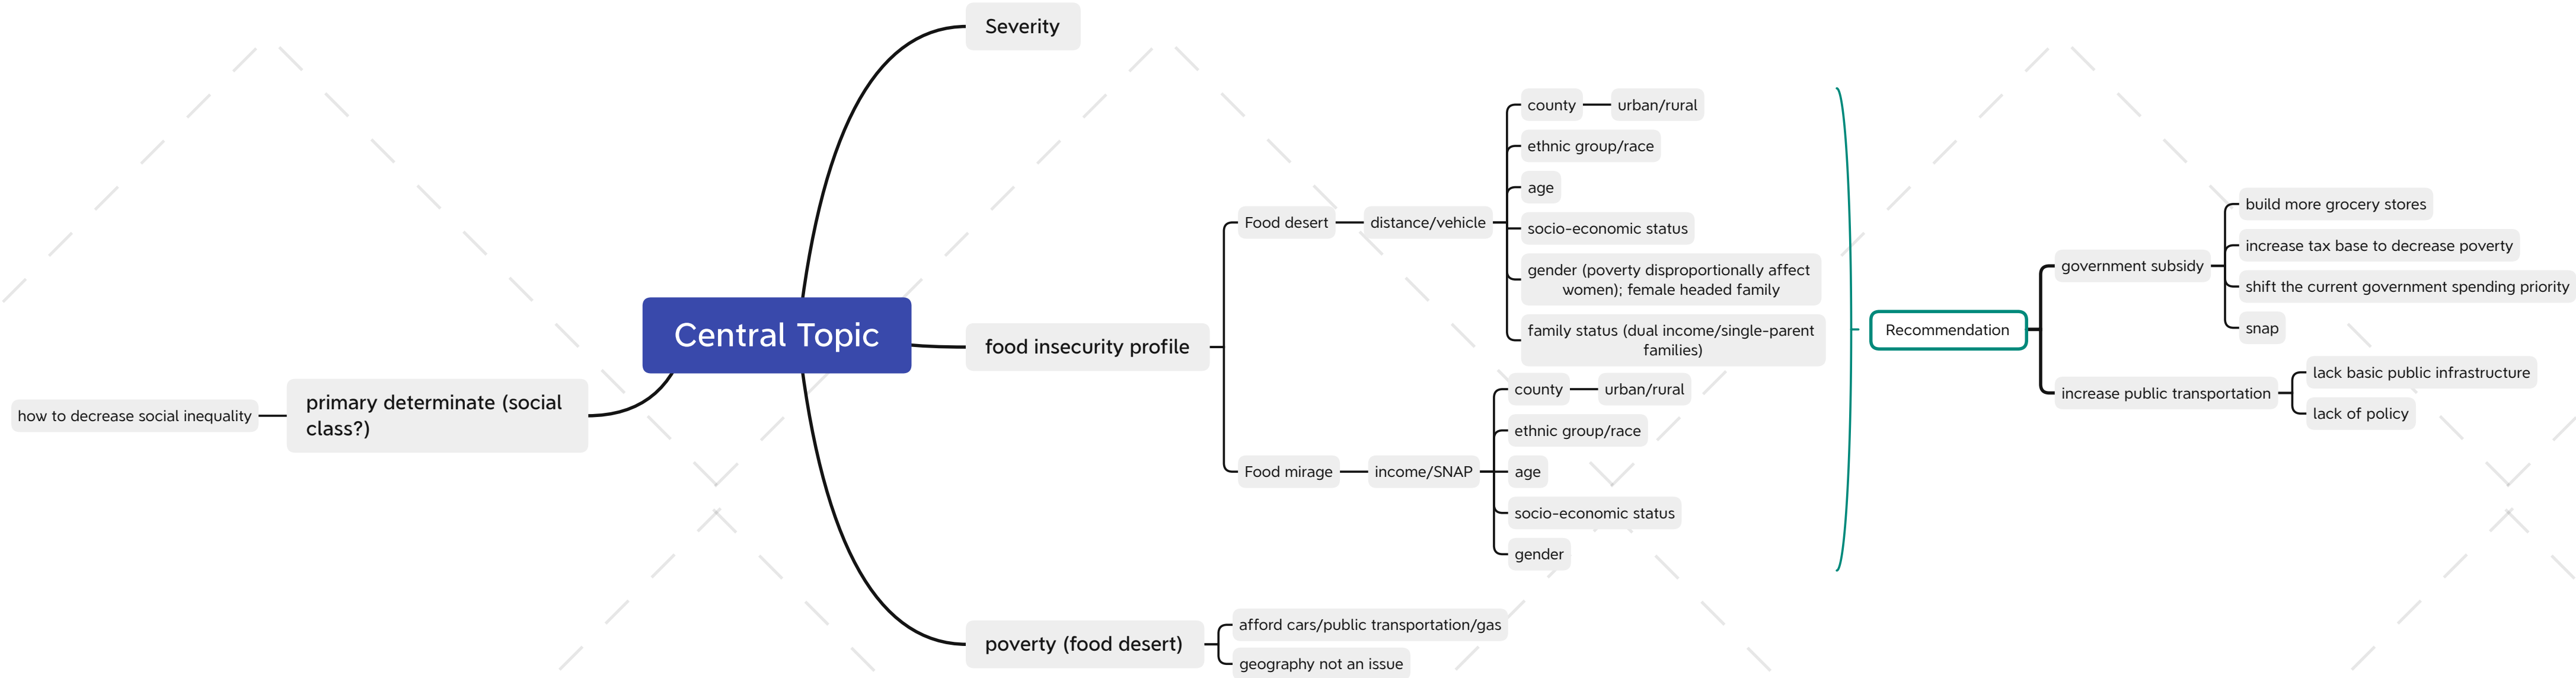 Severity
county
urban/rural
ethnic group/race
age
Food desert
distance/vehicle
socio-economic status
gender (poverty disproportionally affect
women); female headed family
family status (dual income/single-parent
families)
Central Topic
food insecurity profile
county
urban/rural
ethnic group/race
Food mirage
income/SNAP
age
socio-economic status
gender
Recommendation
government subsidy
build more grocery stores
increase tax base to decrease poverty
shift the current government spending priority
snap
increase public transportation
lack basic public infrastructure
lack of policy
how to decrease social inequality
primary determinate (social
class?)
poverty (food desert)
afford cars/public transportation/gas
geography not an issue